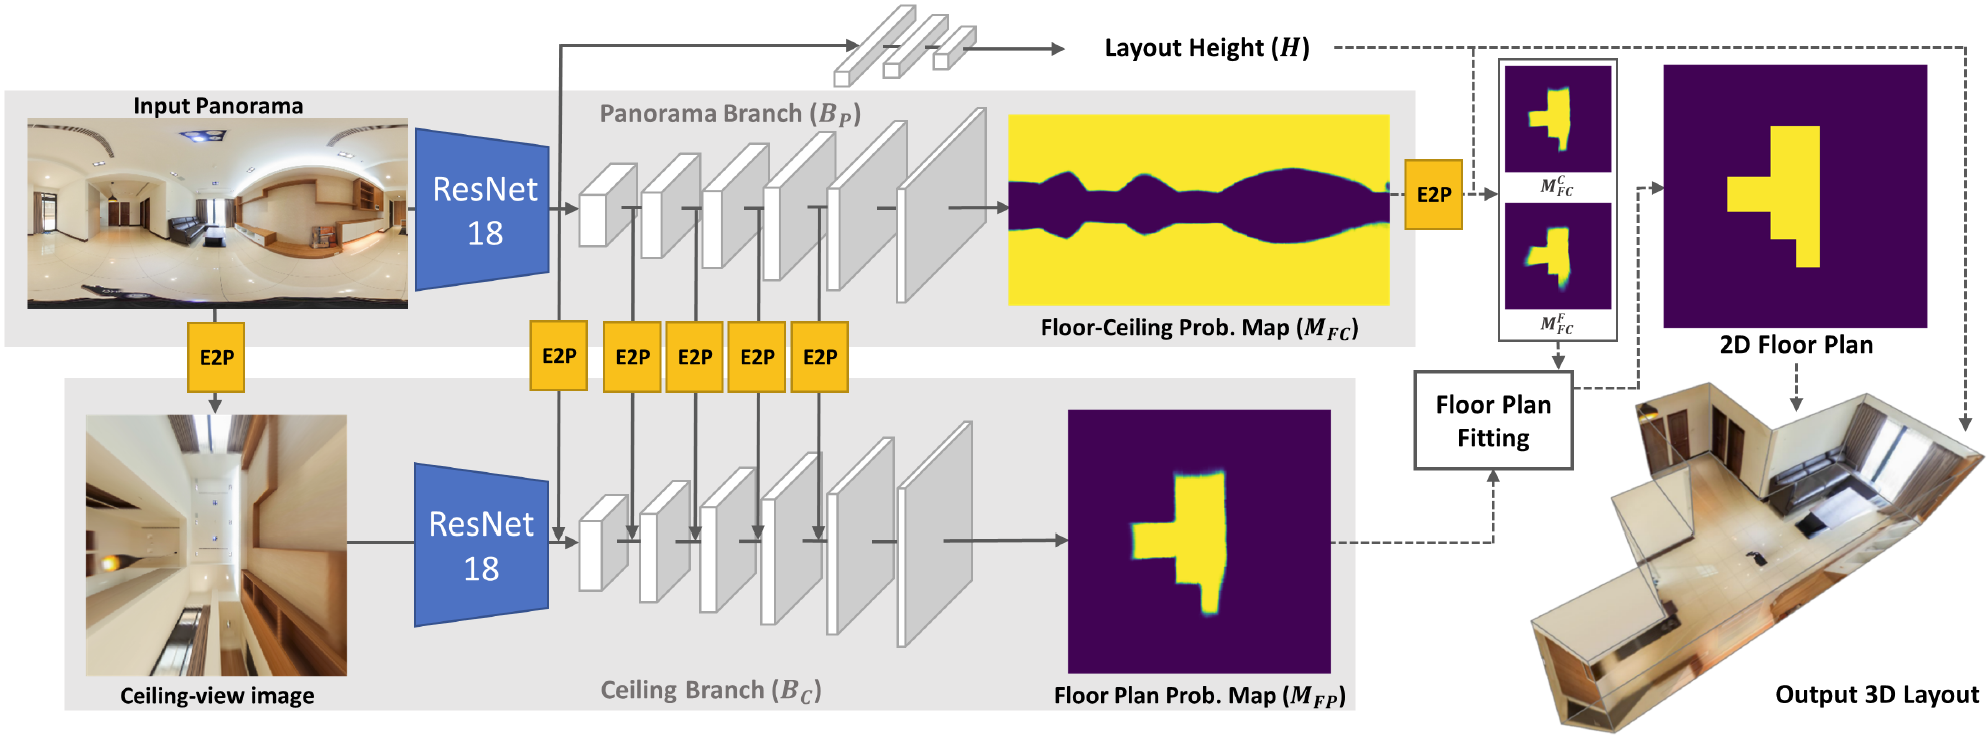 Layout Height (H)
Input Panorama
Panorama Branch (B_P)
ResNet
18
E2P
M_{FC}^C
M_{FC}^F
Floor-Ceiling Prob. Map (M_{FC})
2D Floor Plan
E2P
E2P
E2P
E2P
E2P
E2P
Floor Plan
Fitting
ResNet
18
Ceiling-view image
Ceiling Branch (B_C)
Floor Plan Prob. Map (M_{FP})
Output 3D Layout